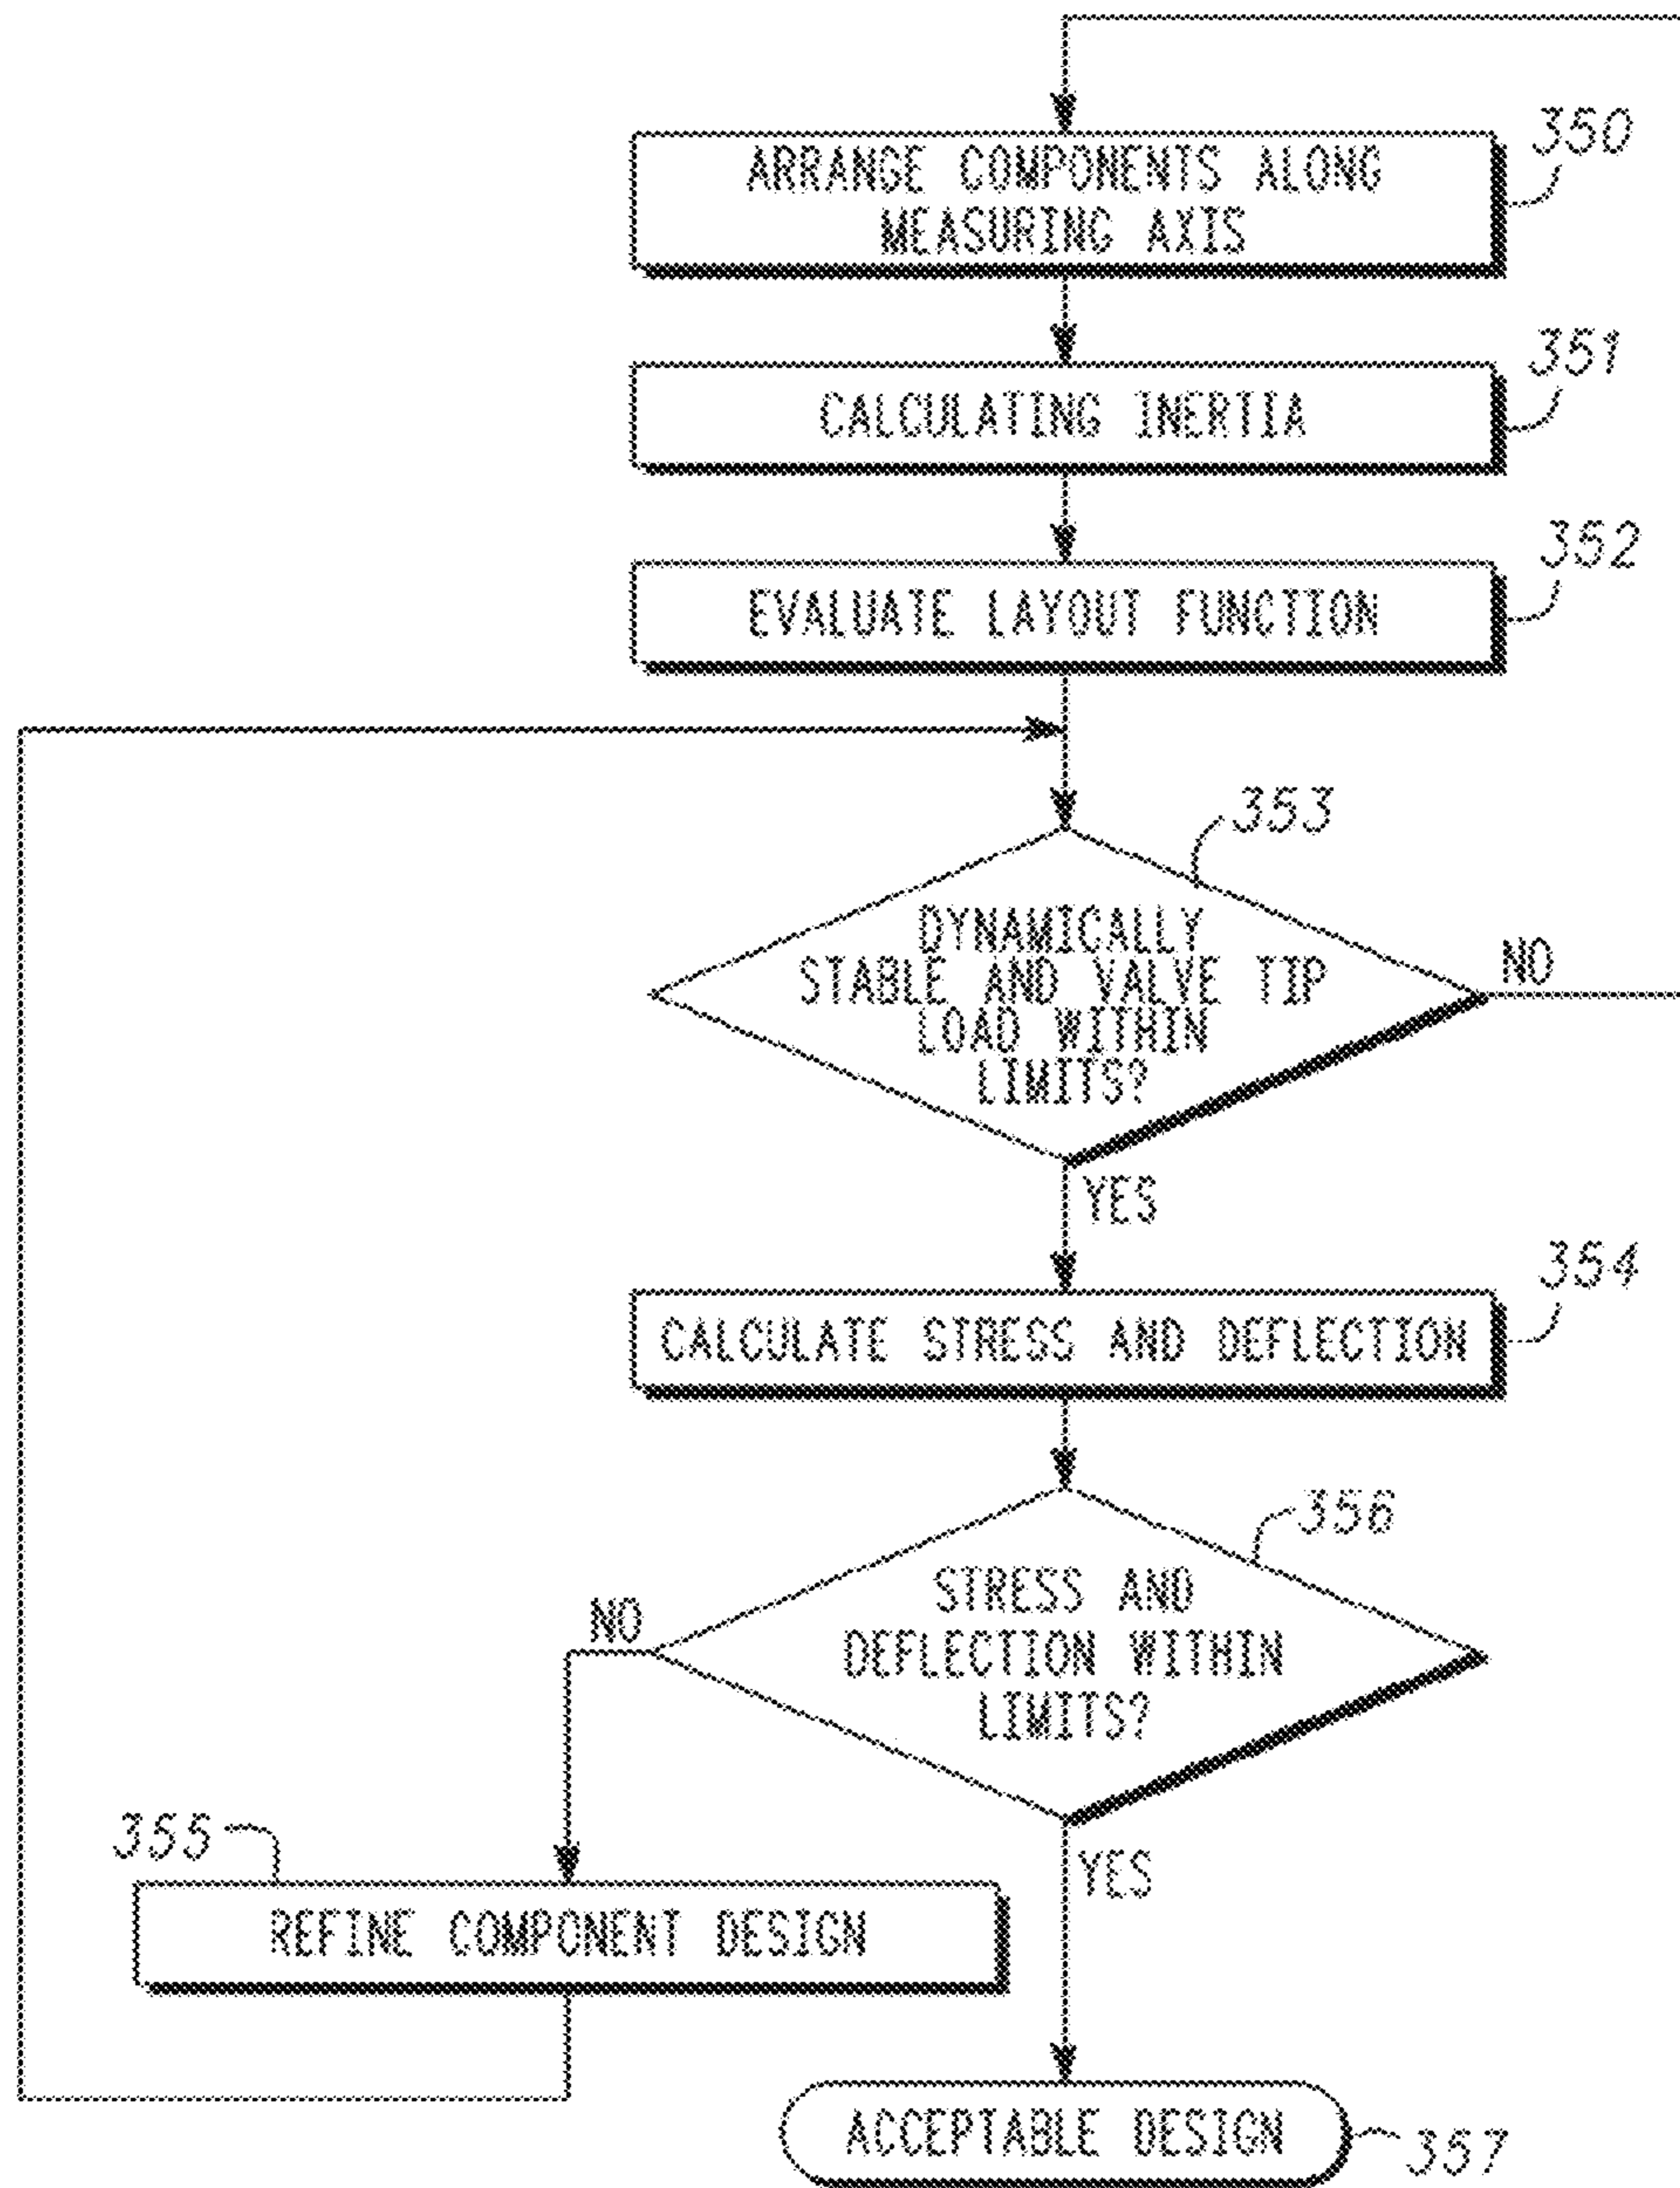 350
ARRANGE COMPONENTS ALONG
MEASURING AXIS
351
CALCULATING INERTIA
352
EVALUATE LAYOUT FUNCTION
353
DYNAMICALLY
STABLE AND VALVE TIP
LOAD WITHIN
LIMITS?
NO
YES
354
CALCULATE STRESS AND DEFLECTION
356
STRESS AND
DEFLECTION WITHIN
LIMITS?
NO
YES
355
REFINE COMPONENT DESIGN
ACCEPTABLE DESIGN
357